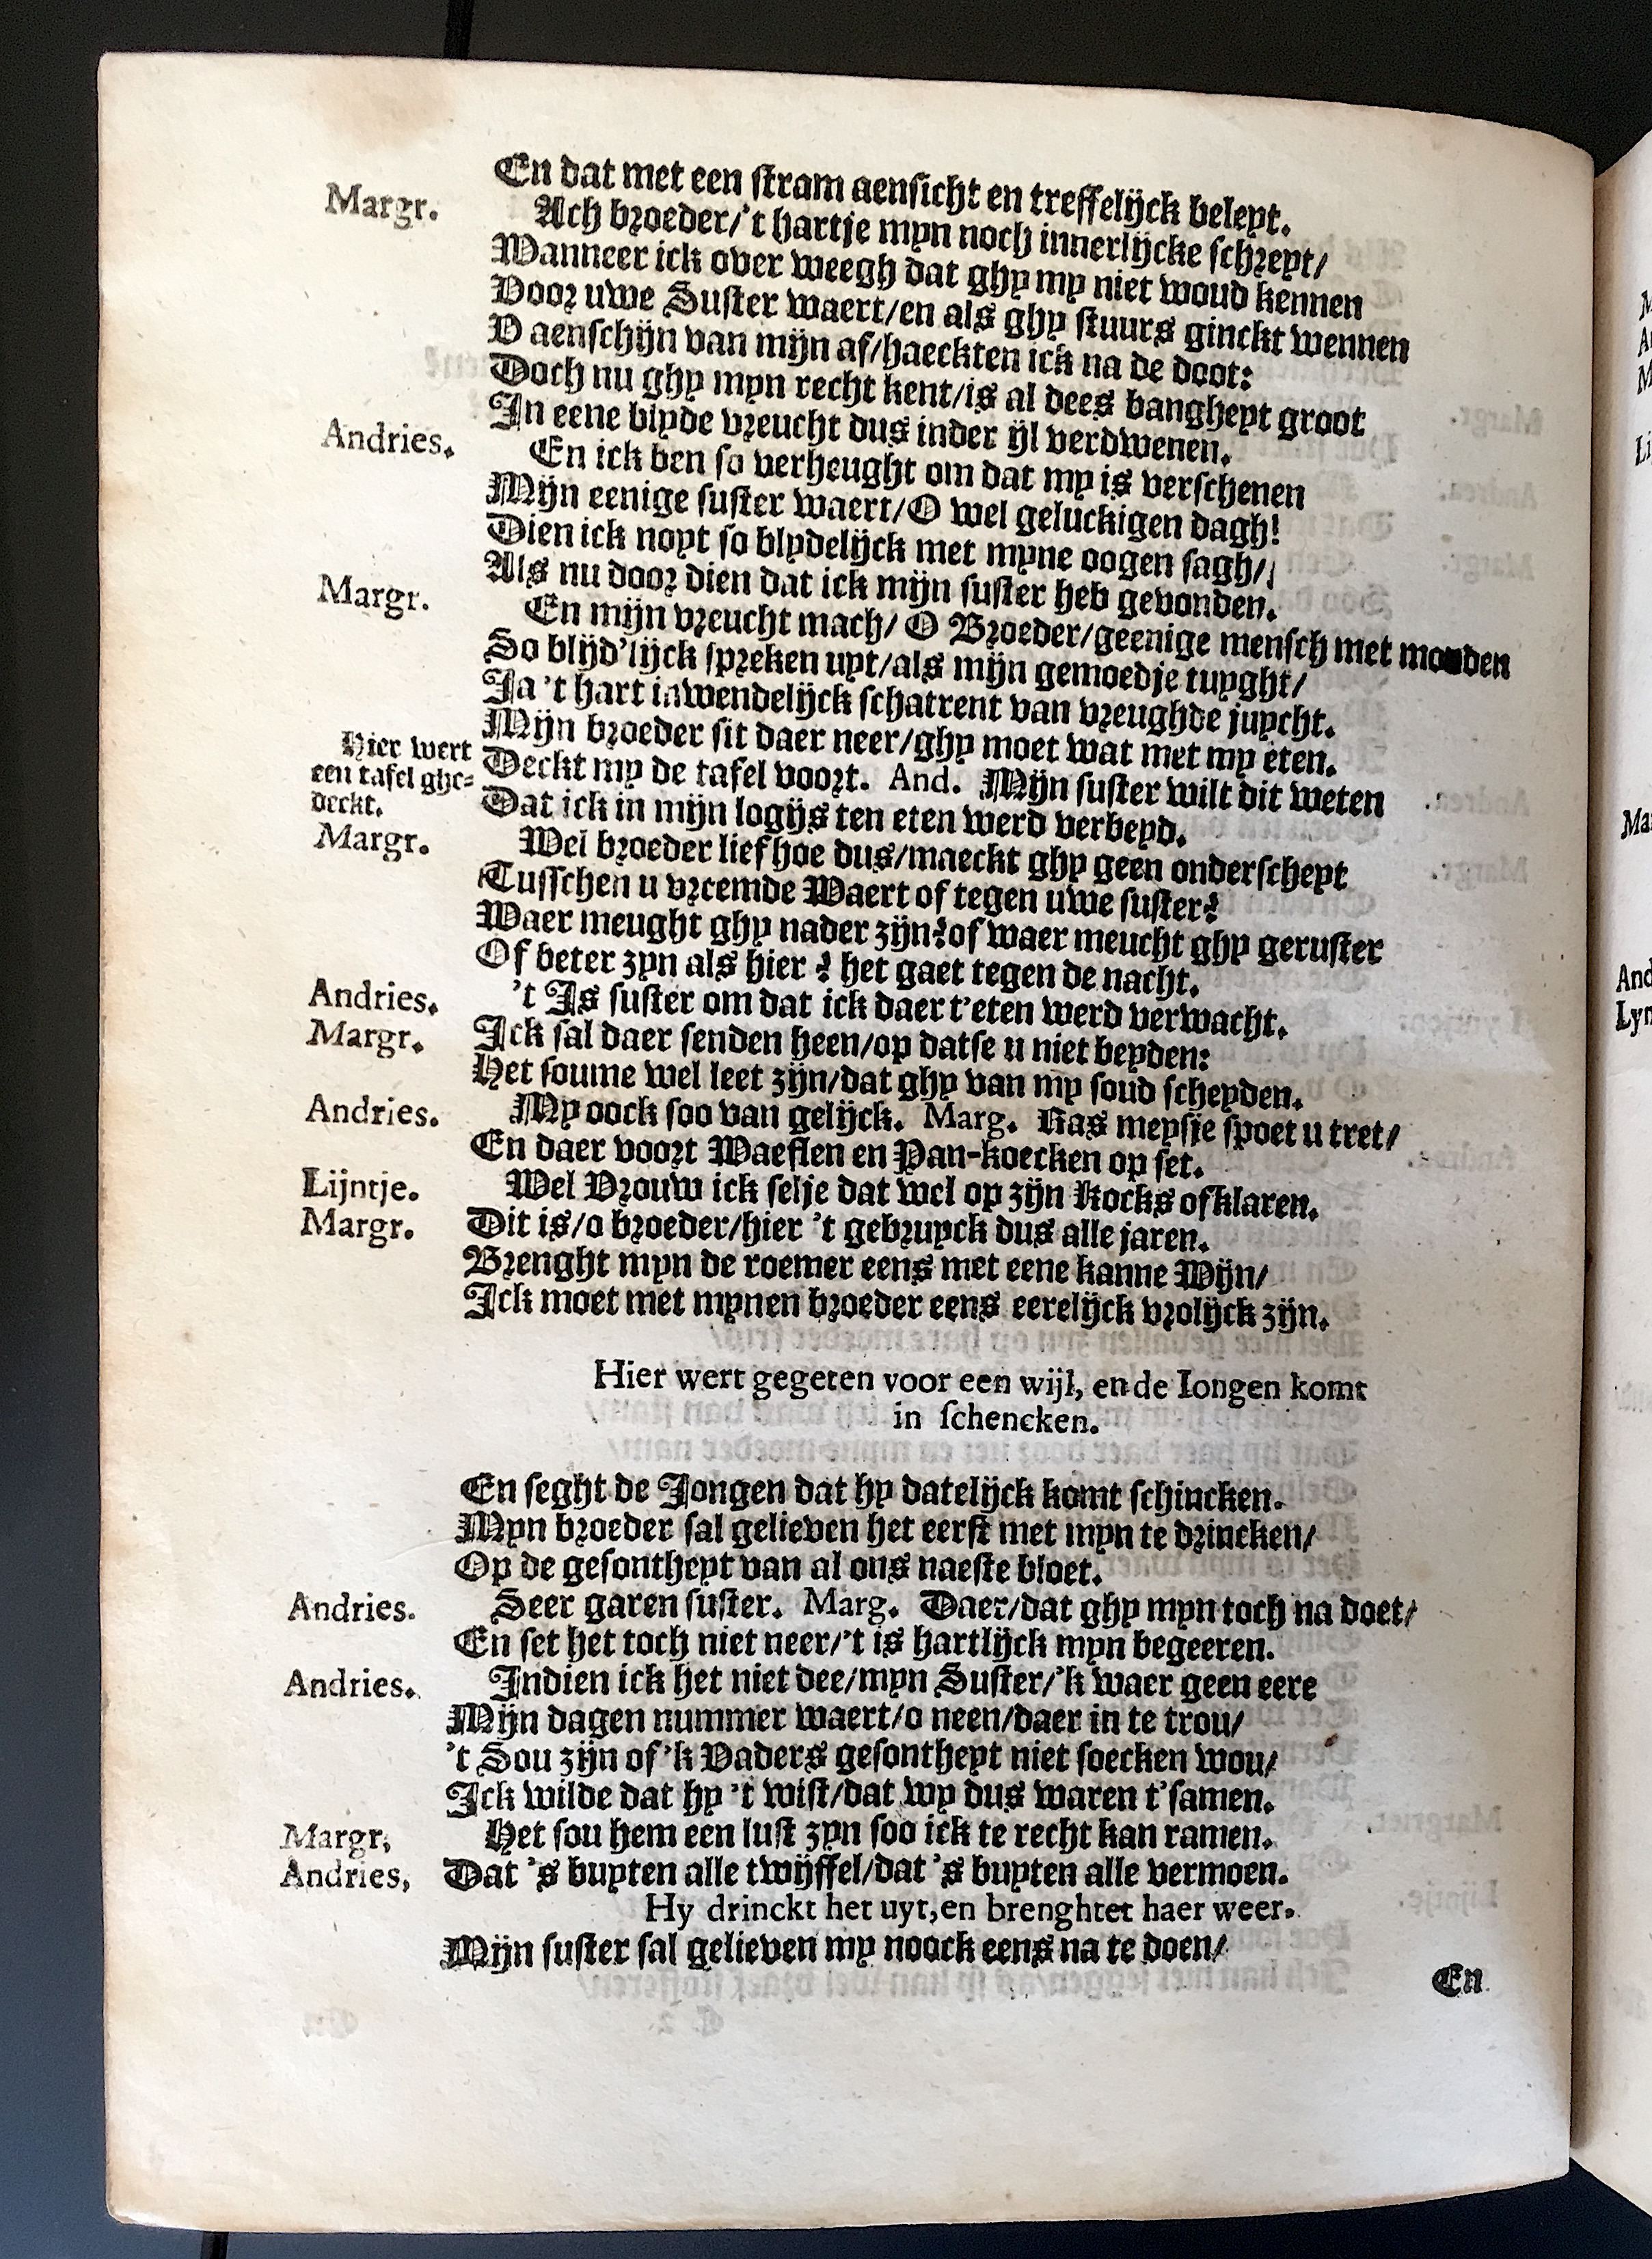 En dat met een stram aensicht en treffelijck beleyt.
Margr. Ach broeder/'t hartje myn noch innerlijcke schreyt/
Wanneer ick over weegh dat ghy my niet woud kennen
Voor uwe Suster waert/en als ghy stuurs ginckt wennen
D aenschijn van mijn af/haeckten ick na de doot:
Doch nu ghy myn recht kent/is al dees bangheyt groot
In eene blyde vreucht dus inder ijl verdwenen.
Andries. En ick ben so verheught om dat my is verschenen
Mijn eenige suster waert/O wel geluckigen dagh!
Dien ick noyt so blydelijck met myne oogen sagh/
Als nu door dien dat ick mijn suster heb gevonden.
Margr. En mijn vreucht mach/ O Broeder/geenige mensch met monden
So blijd'lijck spreken uyt/als mijn gemoedje tuyght/
Ja 't hart inwendelijck schatrent van vreughde juycht.
Mijn broeder sit daer neer/ghy moet wat met my eten.
Hier wert
een tafel ghe-
deckt.
Deckt my de tafel voort. And. Mijn suster wilt dit weten
Dat ick in mijn logijs ten eten werd verbeyd.
Margr. Wel broeder lief hoe dus/maeckt ghy geen onderscheyt
Tusschen u vreemde Waert of tegen uwe suster?
Waer meught ghy nader zijn? of waer meucht ghy geruster
Of beter zyn als hier? het gaet tegen de nacht.
Andries. 't Is suster om dat ick daer t'eten werd verwacht.
Margr. Ick sal daer senden heen/op datse u niet beyden:
Het soume wel leet zijn/dat ghy van my soud scheyden.
Andries. My oock soo van gelijck. Marg. Ras meysje spoet u tret/
En daer voort Waeflen en Pan-koecken op set.
Lijntje. Wel Vrouw ick selje dat wel op zijn Kocks ofklaren.
Margr. Dit is/o broeder/hier 't gebruyck dus alle jaren.
Brenght myn de roemer eens met eene kanne Wijn/
Ick moet met mynen broeder eens eerelijck vrolijck zijn.
Hier wert gegeten voor een wijl, en de Iongen komt
in schencken.
En seght de Jongen dat hy datelijck komt schincken.
Myn broeder sal gelieven het eerst met myn te drincken/
Op de gesontheyt van al ons naeste bloet.
Andries. Seer garen suster. Marg. Daer/dat ghy myn toch na doet/
En set het toch niet neer/'t is hartlijck myn begeeren.
Andries. Indien ick het niet dee/myn Suster/'k waer geen eere
Mijn dagen nummer waert/o neen/daer in te trou/
't Sou zijn of 'k Vaders gesontheyt niet soecken wou/
Ick wilde dat hy 't wist/dat wy dus waren t'samen.
Margr, Het sou hem een lust zyn soo ick te recht kan ramen.
Andries, Dat 's buyten alle twijffel/dat 's buyten alle vermoen.
Hy drinckt het uyt,en brenghtet haer weer.
Mijn suster sal gelieven my noock eens na te doen/
En